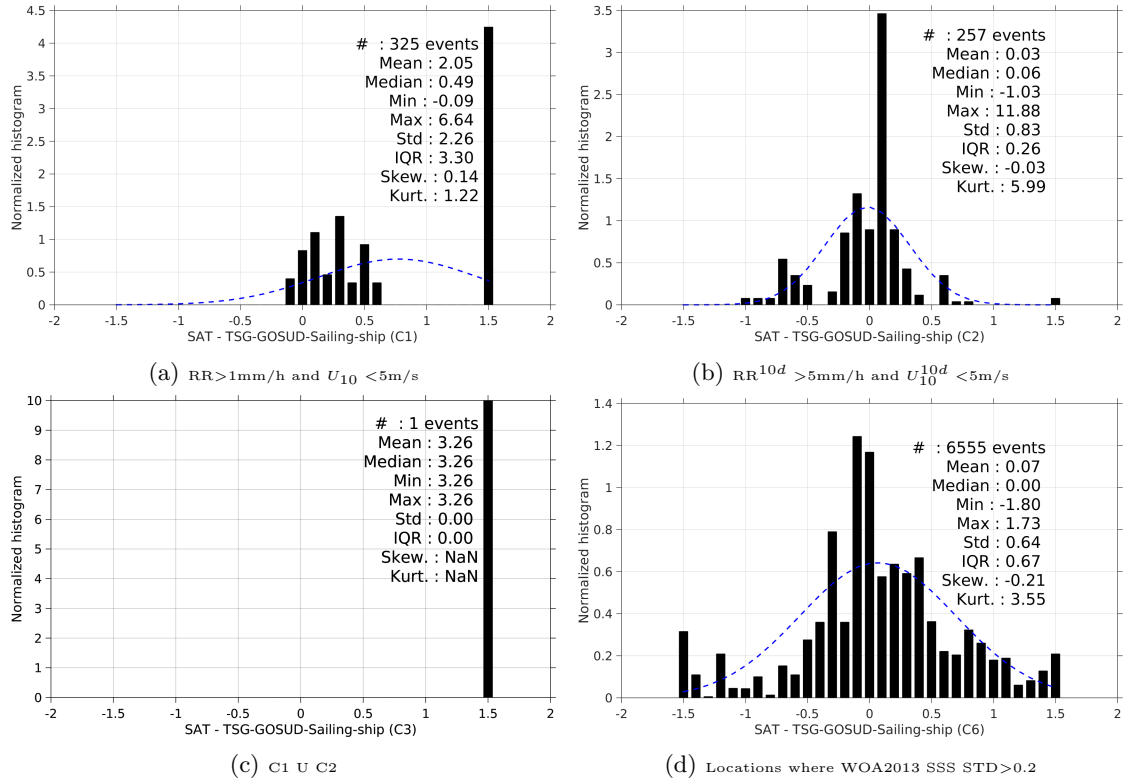 4.5
4
3.5
3
2.5
2
1.5
1
0.5
0
Normalized histogram
# : 325 events
Mean : 2.05
Median : 0.49
Min : -0.09
Max : 6.64
Std : 2.26
IQR : 3.30
Skew. : 0.14
Kurt. : 1.22
-2 -1.5 -1 -0.5 0 0.5 1 1.5 2
SAT - TSG-GOSUD-Sailing-ship (C1)
(a) RR>1mm/h and U10 <5m/s
3.5
3
2.5
2
1.5
1
0.5
0
Normalized histogram
# : 257 events
Mean : 0.03
Median : 0.06
Min : -1.03
Max : 11.88
Std : 0.83
IQR : 0.26
Skew. : -0.03
Kurt. : 5.99
-2 -1.5 -1 -0.5 0 0.5 1 1.5 2
SAT - TSG-GOSUD-Sailing-ship (C2)
(b) RR10d >5mm/h and U10d10 <5m/s
10
9
8
7
6
5
4
3
2
1
0
Normalized histogram
# : 1 events
Mean : 3.26
Median : 3.26
Min : 3.26
Max : 3.26
Std : 0.00
IQR : 0.00
Skew. : NaN
Kurt. : NaN
-2 -1.5 -1 -0.5 0 0.5 1 1.5 2
SAT - TSG-GOSUD-Sailing-ship (C3)
(c) C1 U C2
1.4
1.2
1
0.8
0.6
0.4
0.2
0
Normalized histogram
# : 6555 events
Mean : 0.07
Median : 0.00
Min : -1.80
Max : 1.73
Std : 0.64
IQR : 0.67
Skew. : -0.21
Kurt. : 3.55
-2 -1.5 -1 -0.5 0 0.5 1 1.5 2
SAT - TSG-GOSUD-Sailing-ship (C6)
(d) Locations where WOA2013 SSS STD>0.2